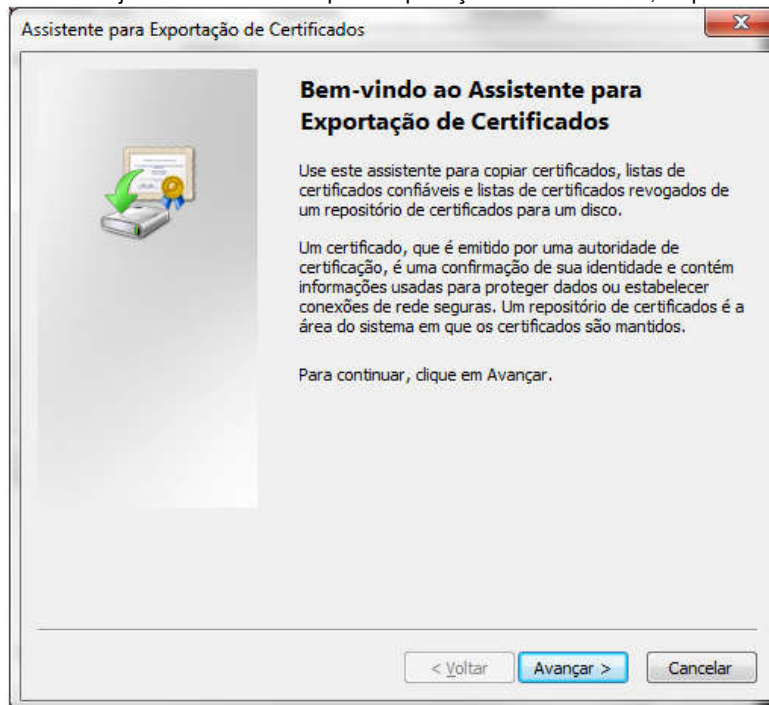 Assistente para Exportação de Certificados
Bem-vindo ao Assistente para
Exportação de Certificados
Use este assistente para copiar certificados, listas de
certificados confiáveis e listas de certificados revogados de
um repositório de certificados para um disco.
Um certificado, que é emitido por uma autoridade de
certificação, é uma confirmação de sua identidade e contém
informações usadas para proteger dados ou estabelecer
conexões de rede seguras. Um repositório de certificados é a
área do sistema em que os certificados são mantidos.
Para continuar, clique em Avançar.
< Voltar Avançar > Cancelar